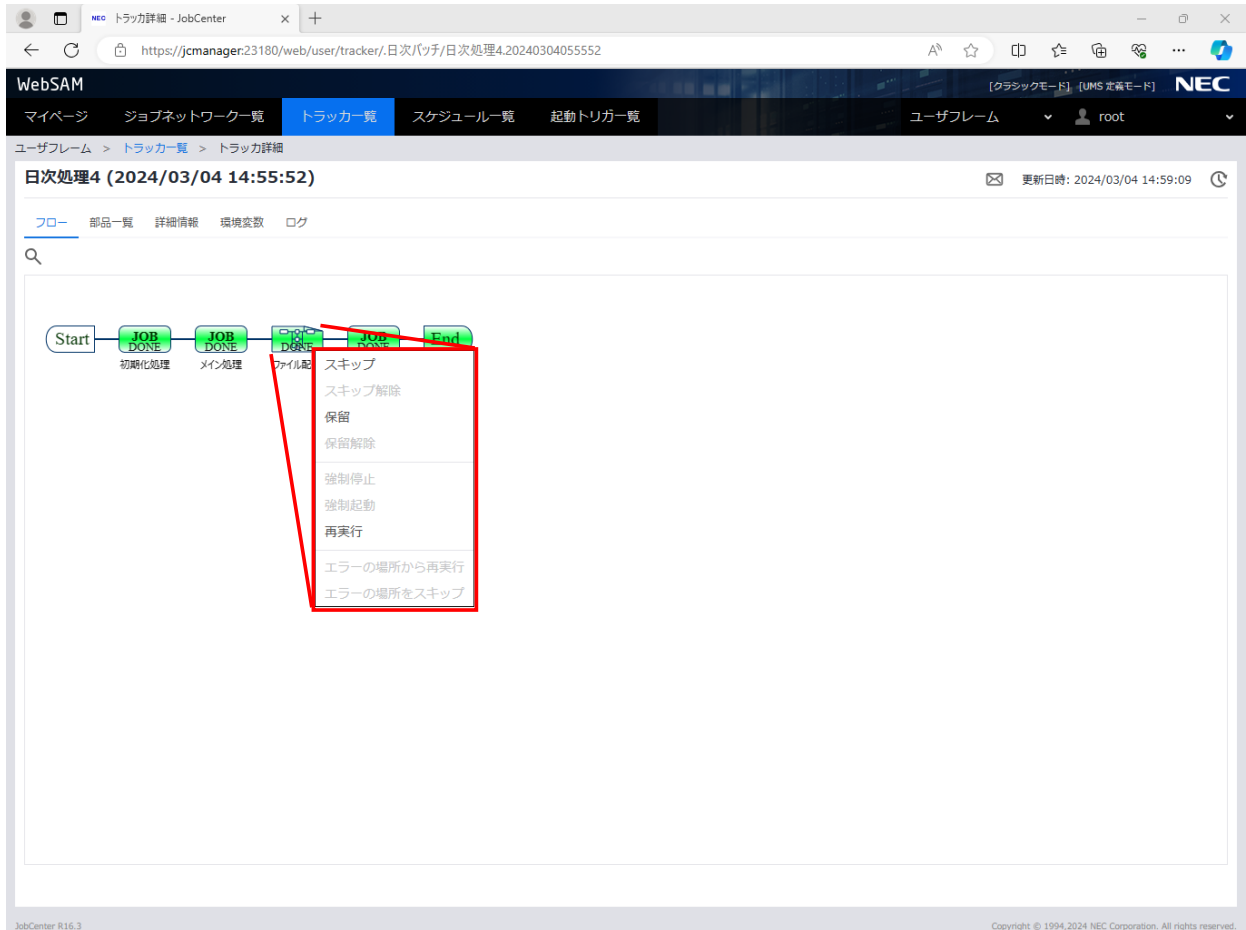 NEC トラッカ詳細 - JobCenter
https://jcmanager:23180/web/user/tracker/.日次バッチ/日次処理4.20240304055552
WebSAM
[クラシックモード] [UMS 定義モード] NEC
マイページ ジョブネットワーク一覧 トラッカ一覧 スケジュール一覧 起動トリガ一覧 ユーザフレーム root
ユーザフレーム > トラッカ一覧 > トラッカ詳細
日次処理4 (2024/03/04 14:55:52) 更新日時: 2024/03/04 14:59:09
フロー 部品一覧 詳細情報 環境変数 ログ
Start JOB JOB JOB End
DONE DONE DONE DONE
初期化処理 メイン処理 ファイル配
スキップ
スキップ解除
保留
保留解除
強制停止
強制起動
再実行
エラーの場所から再実行
エラーの場所をスキップ
JobCenter R16.3 Copyright © 1994,2024 NEC Corporation. All rights reserved.